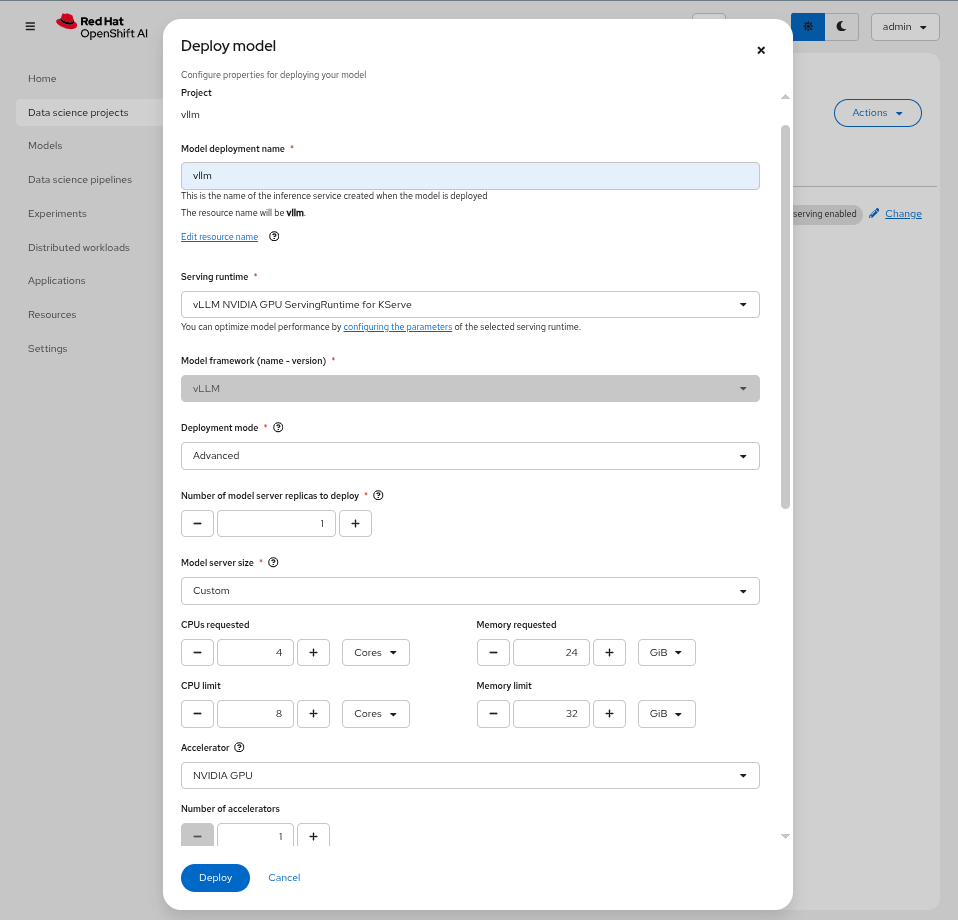 Red Hat
OpenShift AI
admin
Home
Data science projects
Models
Data science pipelines
Experiments
Distributed workloads
Applications
Resources
Settings
Actions
serving enabled
Change
Deploy model
Configure properties for deploying your model
Project
vllm
Model deployment name *
vllm
This is the name of the inference service created when the model is deployed
The resource name will be vllm.
Edit resource name
Serving runtime *
vLLM NVIDIA GPU ServingRuntime for KServe
You can optimize model performance by configuring the parameters of the selected serving runtime.
Model framework (name - version) *
vLLM
Deployment mode *
Advanced
Number of model server replicas to deploy *
1
Model server size *
Custom
CPUs requested
4 Cores
Memory requested
24 GiB
CPU limit
8 Cores
Memory limit
32 GiB
Accelerator
NVIDIA GPU
Number of accelerators
1
Deploy Cancel